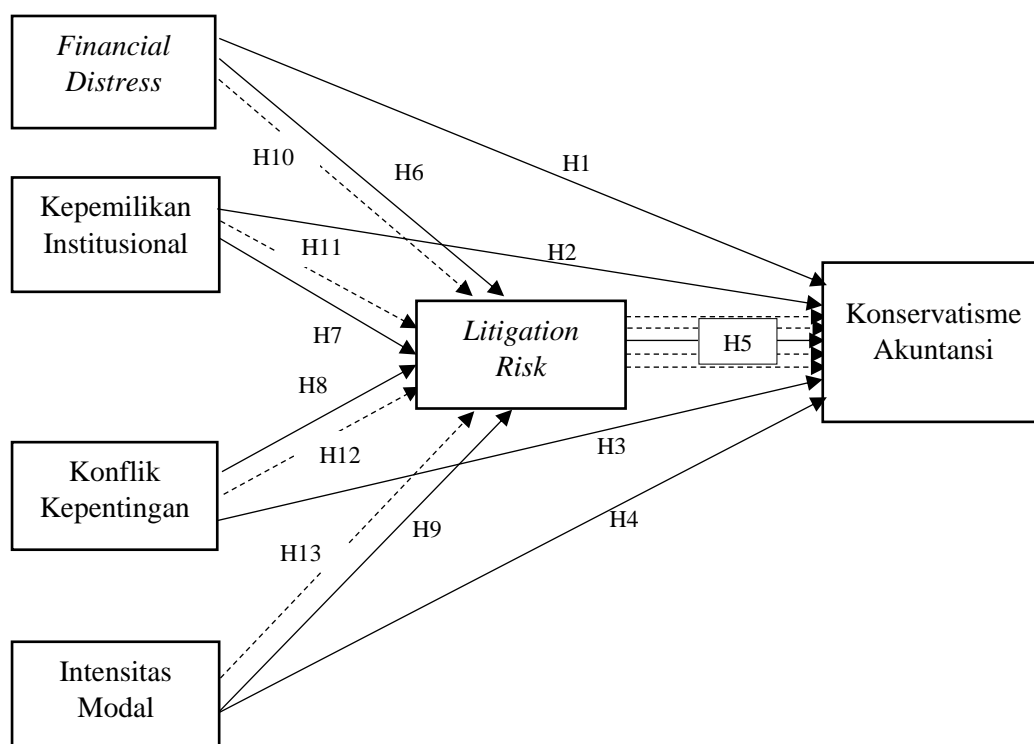 Financial
Distress
H10
H6
H1
Kepemilikan
Institusional
H11
H2
H7
Litigation
Risk
H5
Konservatisme
Akuntansi
H8
H12
H3
Konflik
Kepentingan
H9
H4
H13
Intensitas
Modal